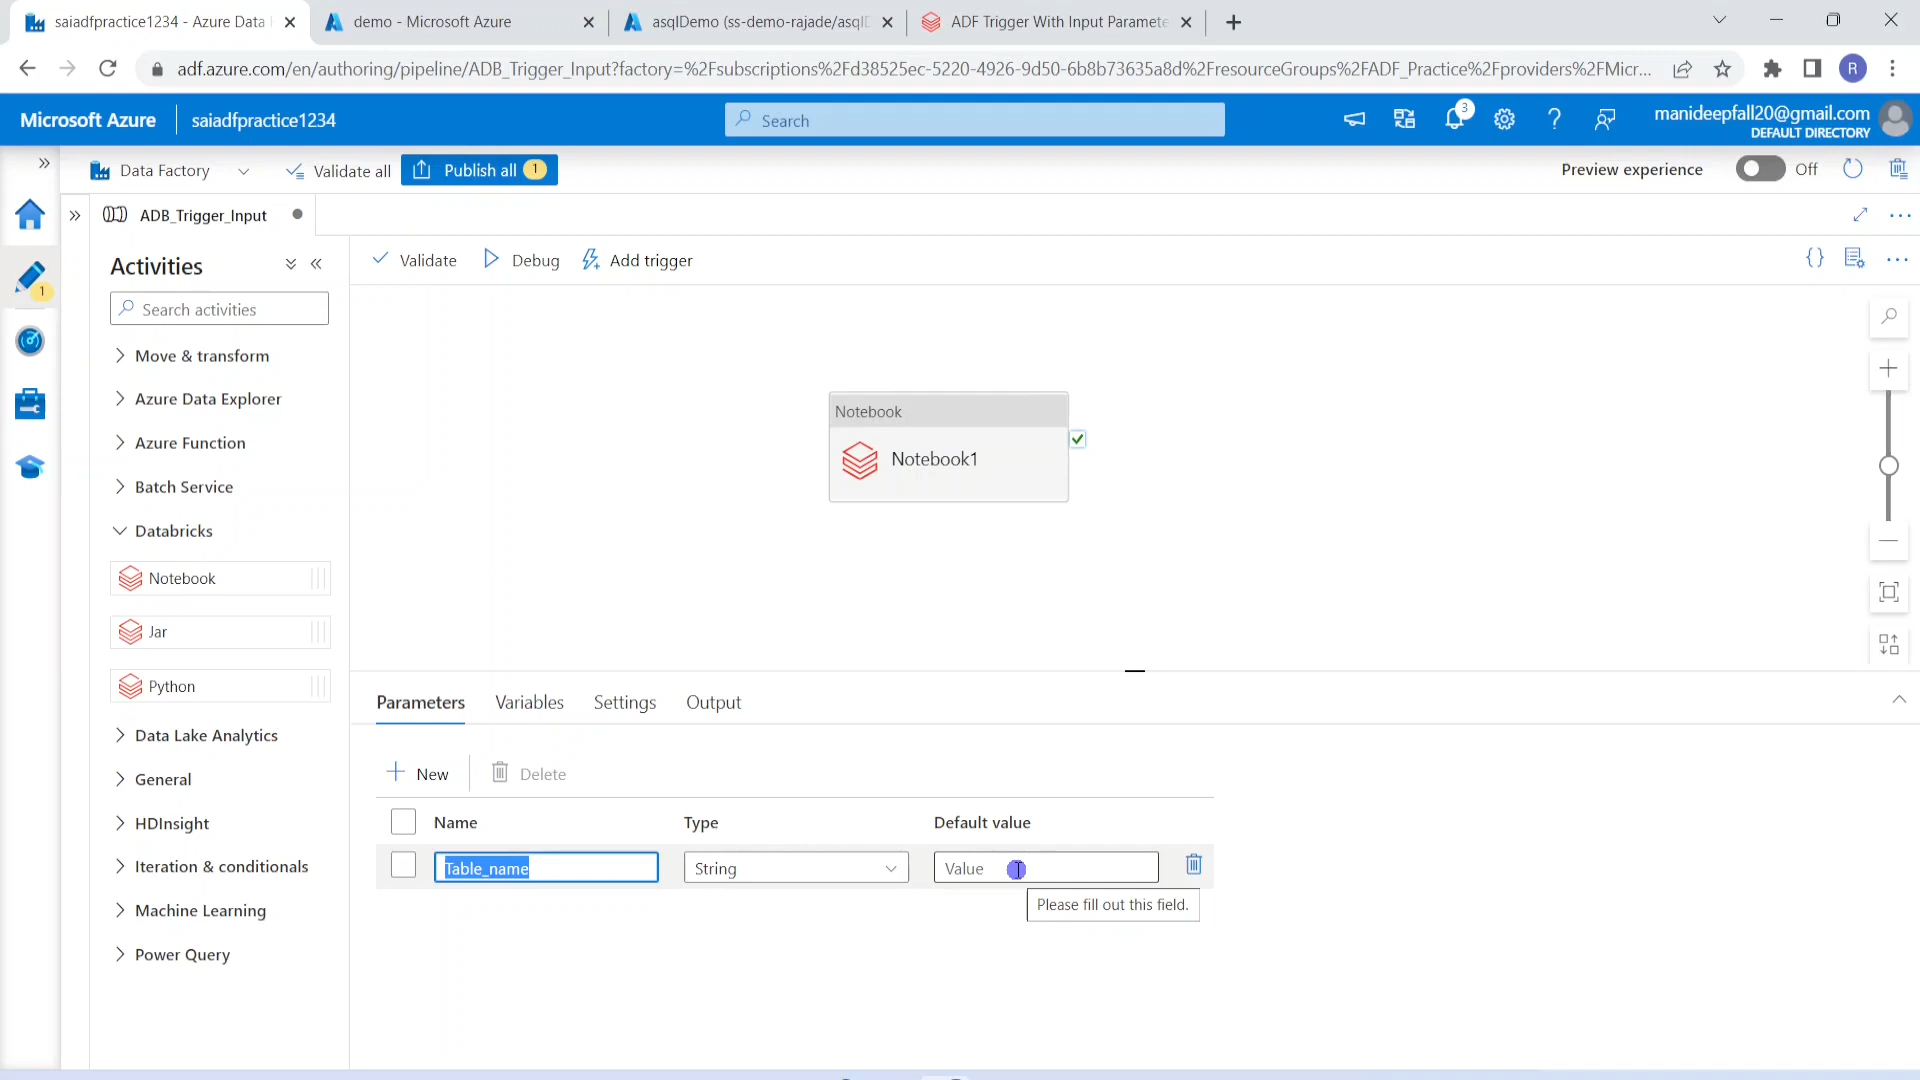 saiadfpractice1234 - Azure Data
demo - Microsoft Azure
asqlDemo (ss-demo-rajade/asqlD
ADF Trigger With Input Paramete
adf.azure.com/en/authoring/pipeline/ADB_Trigger_Input?factory=%2Fsubscriptions%2Fd38525ec-5220-4926-9d50-6b8b73635a8d%2FresourceGroups%2FADF_Practice%2Fproviders%2FMicr...
R
Microsoft Azure
saiadfpractice1234
Search
3
manideepfall20@gmail.com
DEFAULT DIRECTORY
Data Factory
Validate all
Publish all 1
Preview experience
Off
ADB_Trigger_Input
Activities
Validate
Debug
Add trigger
1
Search activities
Move & transform
Azure Data Explorer
Azure Function
Batch Service
Databricks
Notebook
Jar
Python
Data Lake Analytics
General
HDInsight
Iteration & conditionals
Machine Learning
Power Query
Notebook
Notebook1
Parameters
Variables
Settings
Output
New
Delete
Name
Type
Default value
Table_name
String
Value
Please fill out this field.